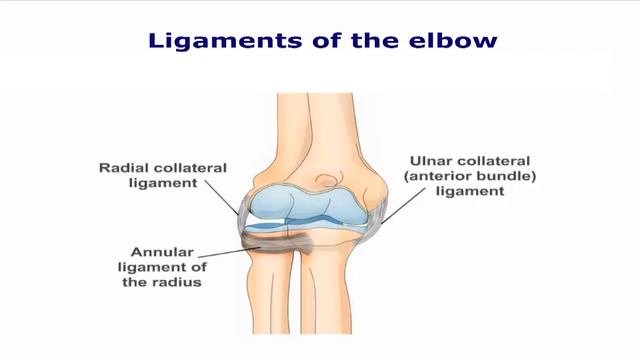 Ligaments of the elbow
Radial collateral
ligament
Ulnar collateral
(anterior bundle)
ligament
Annular
ligament of
the radius